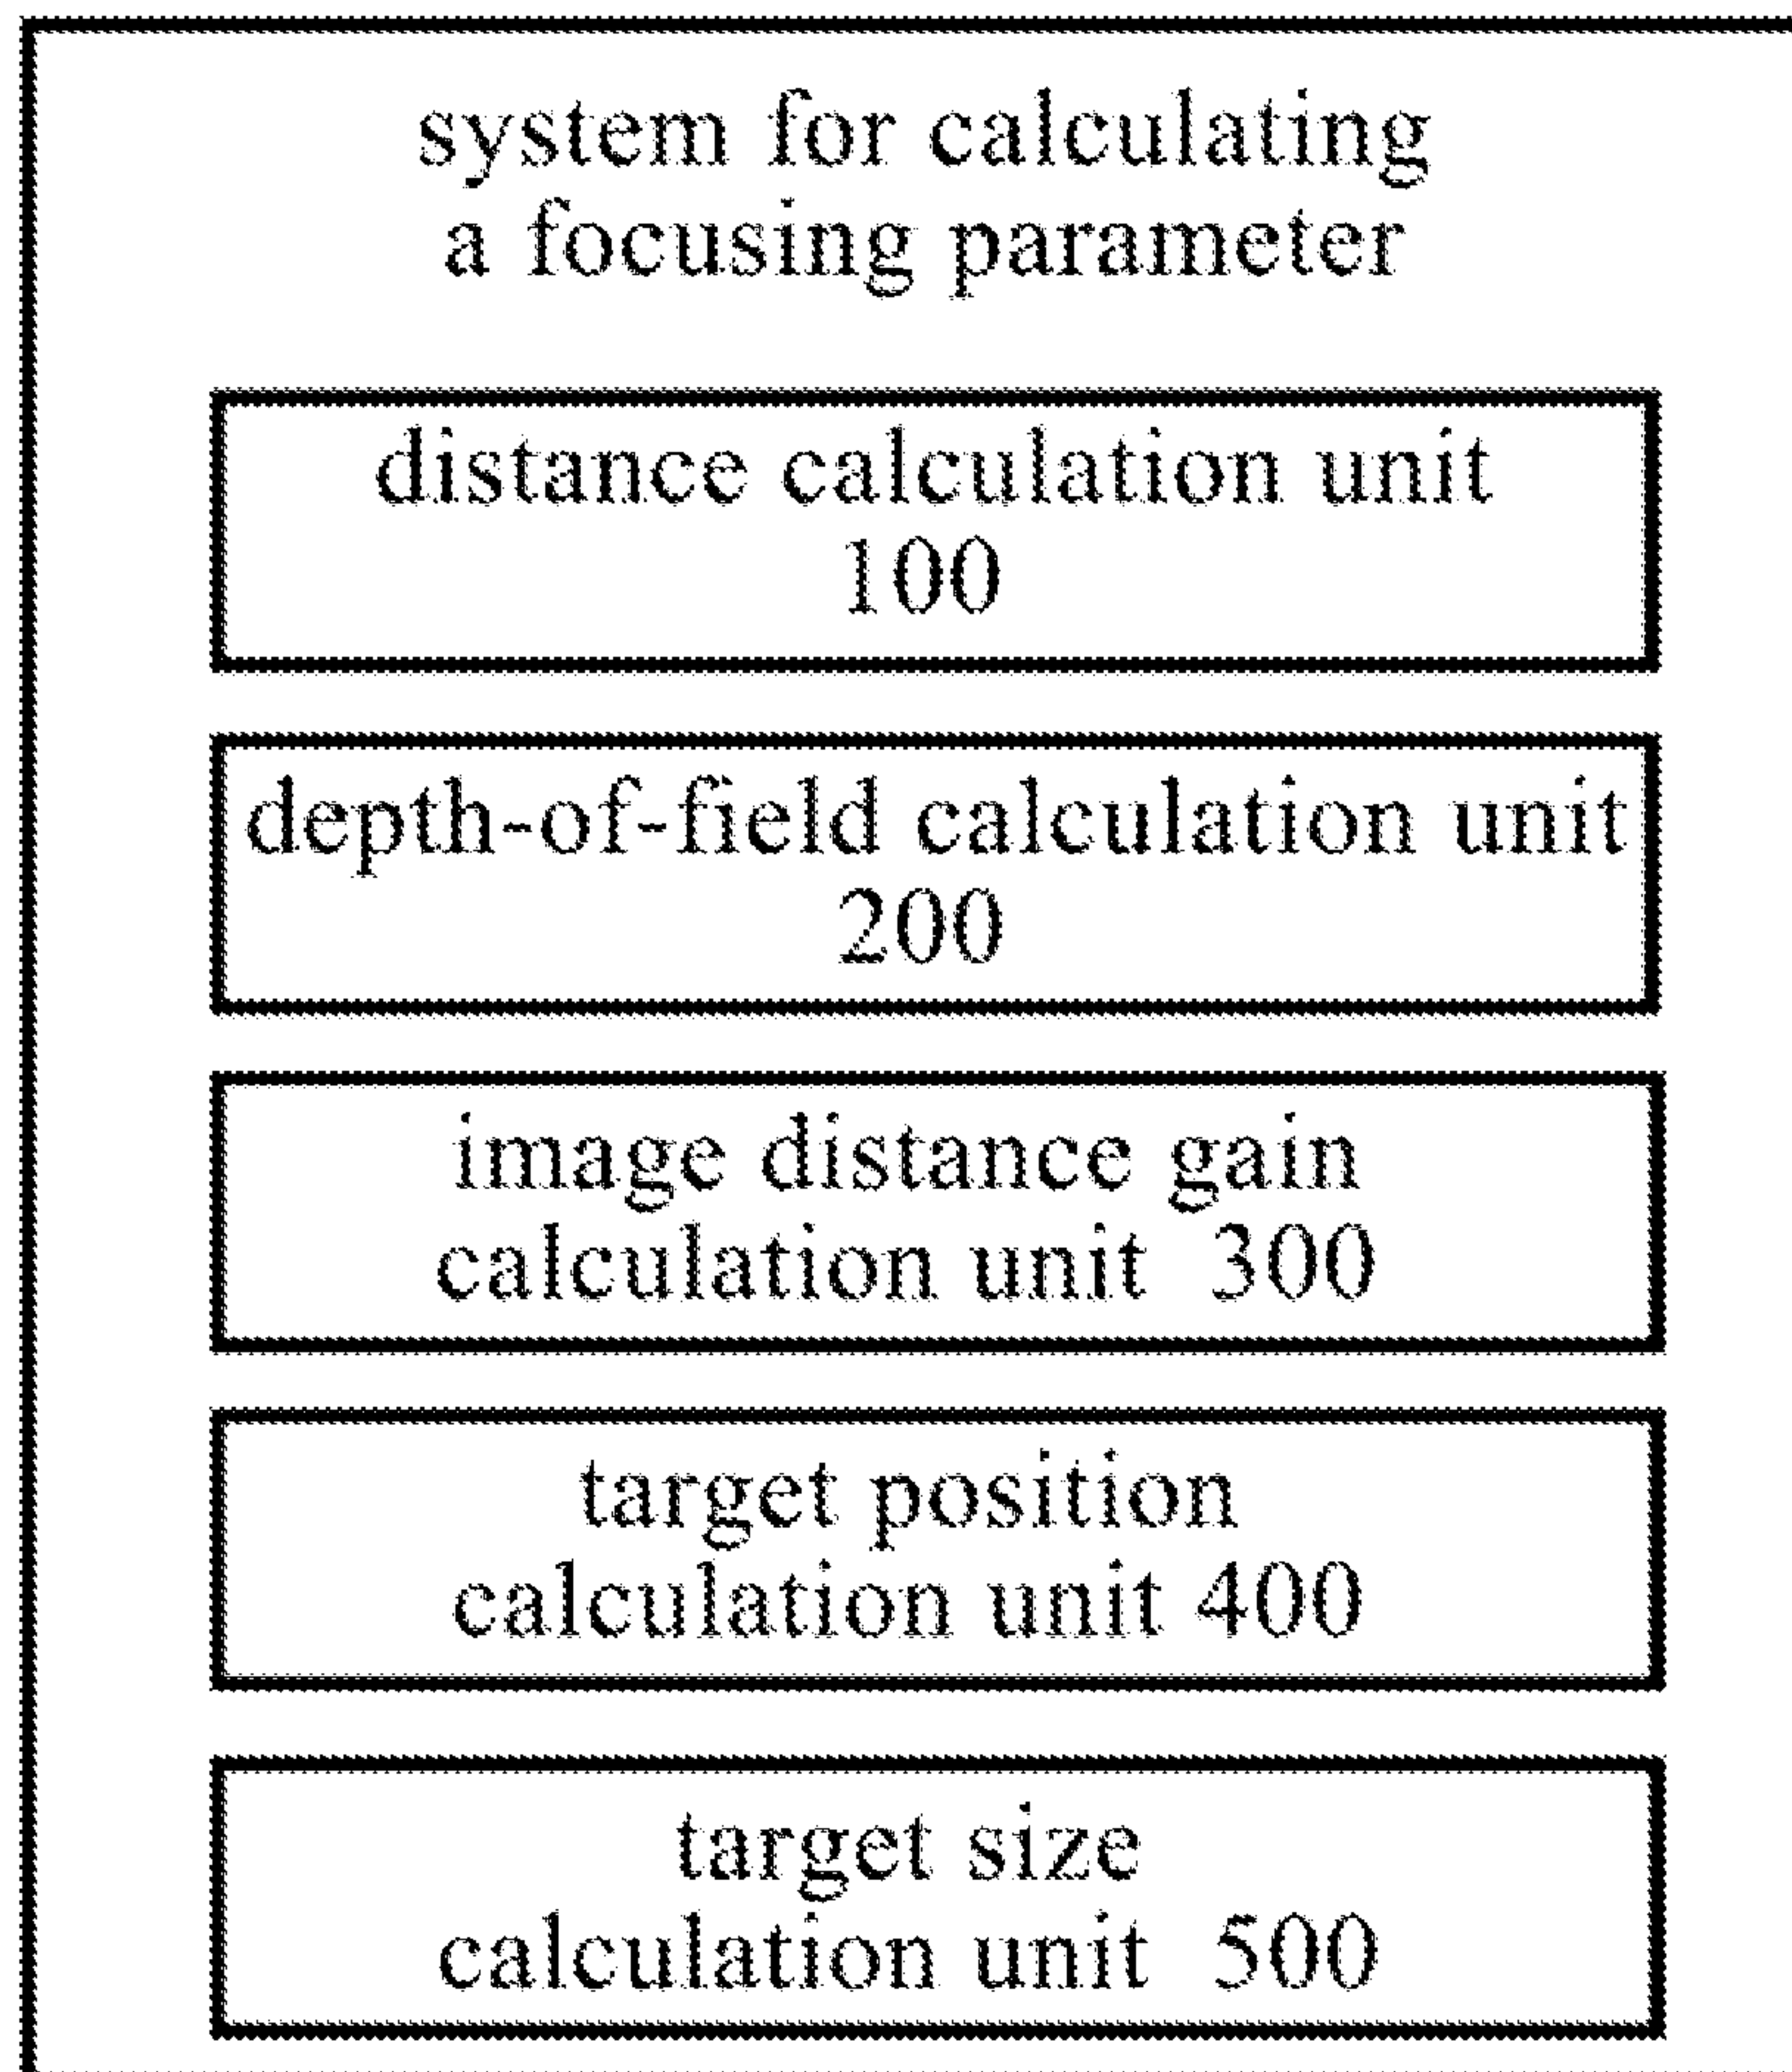 system for calculating
a focusing parameter
distance calculation unit
100
depth-of-field calculation unit
200
image distance gain
calculation unit 300
target position
calculation unit 400
target size
calculation unit 500